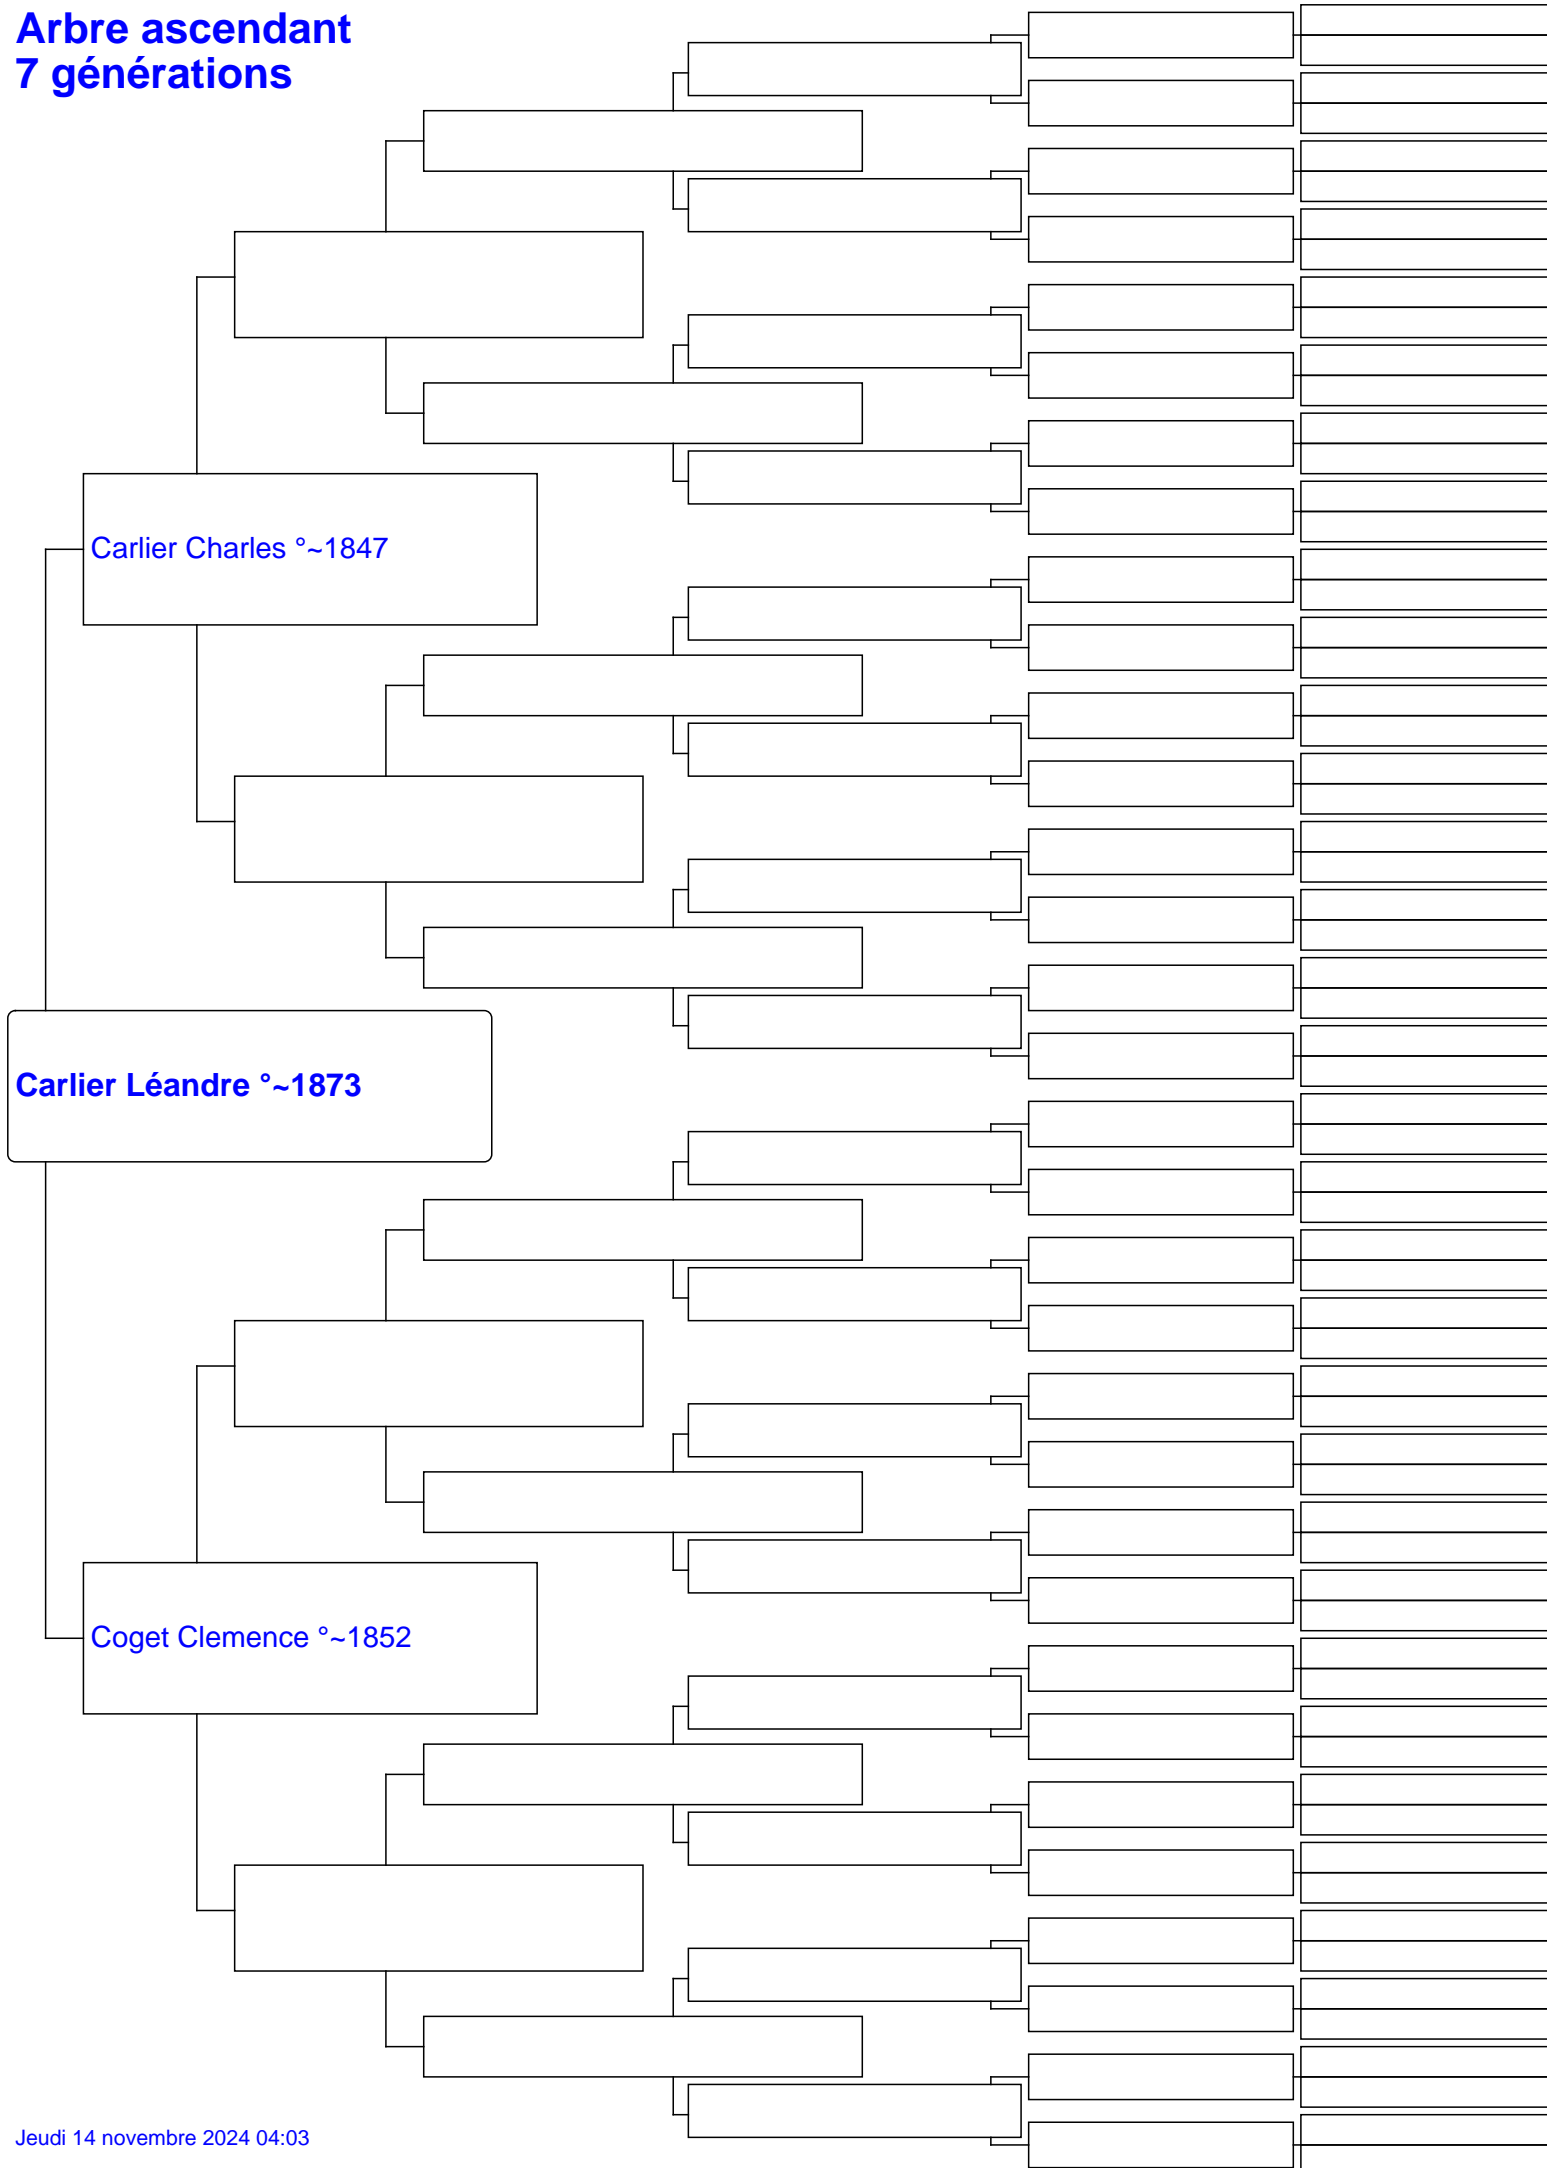 Arbre ascendant
7 générations
Carlier Charles °~1847
Carlier Léandre °~1873
Coget Clemence °~1852
Jeudi 14 novembre 2024 04:03